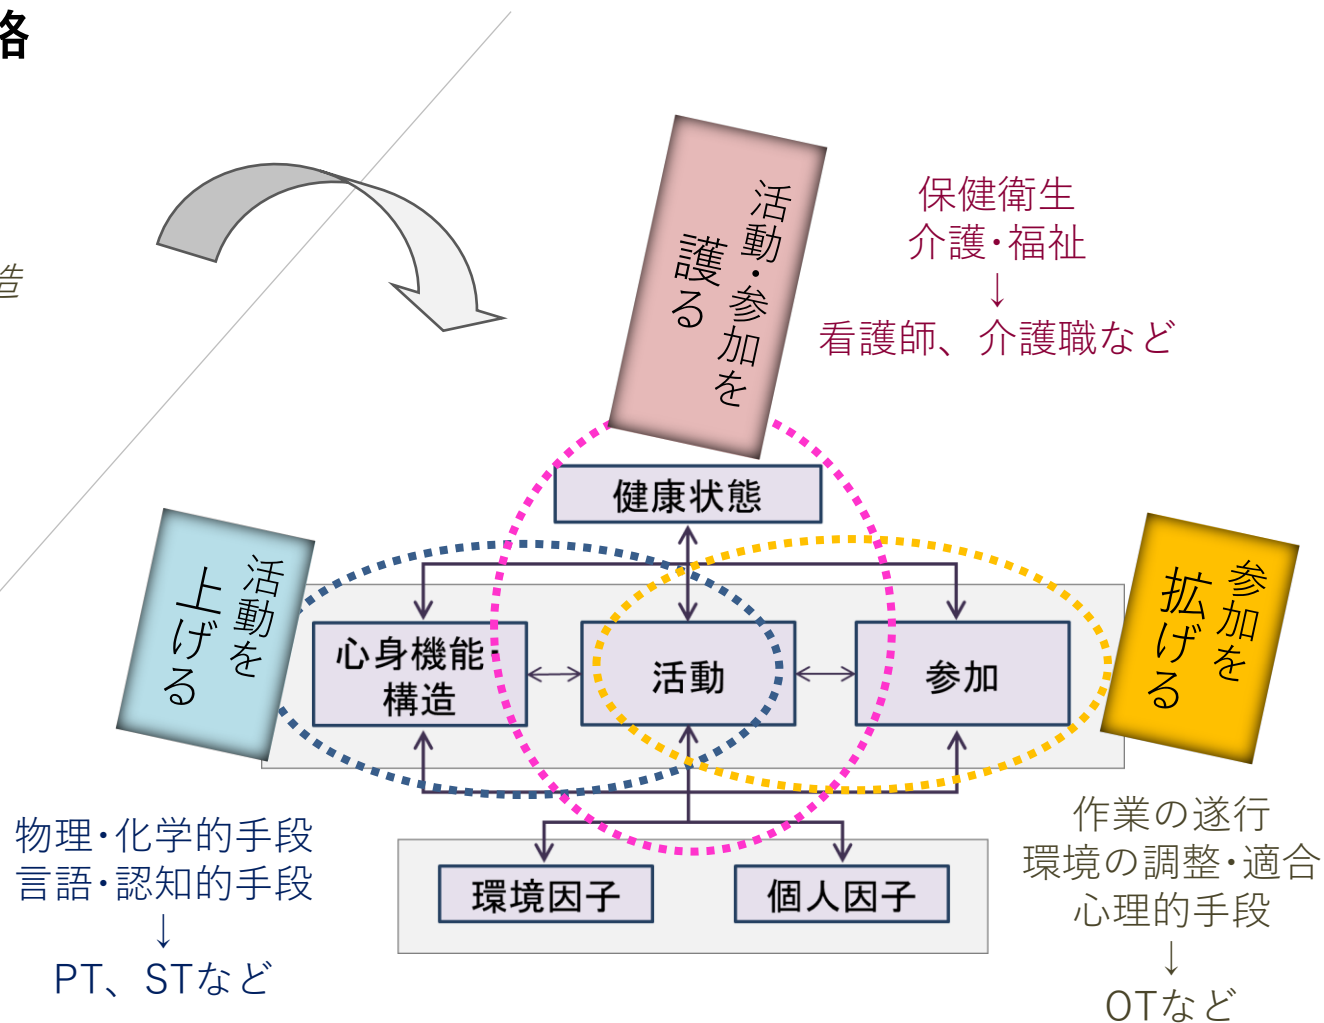 略
造
活動・参加を
護る
保健衛生
介護・福祉
↓
看護師、介護職など
健康状態
活動を
上げる
心身機能・
構造
活動
参加
参加を
拡げる
物理・化学的手段
言語・認知的手段
↓
PT、STなど
環境因子
個人因子
作業の遂行
環境の調整・適合
心理的手段
↓
OTなど